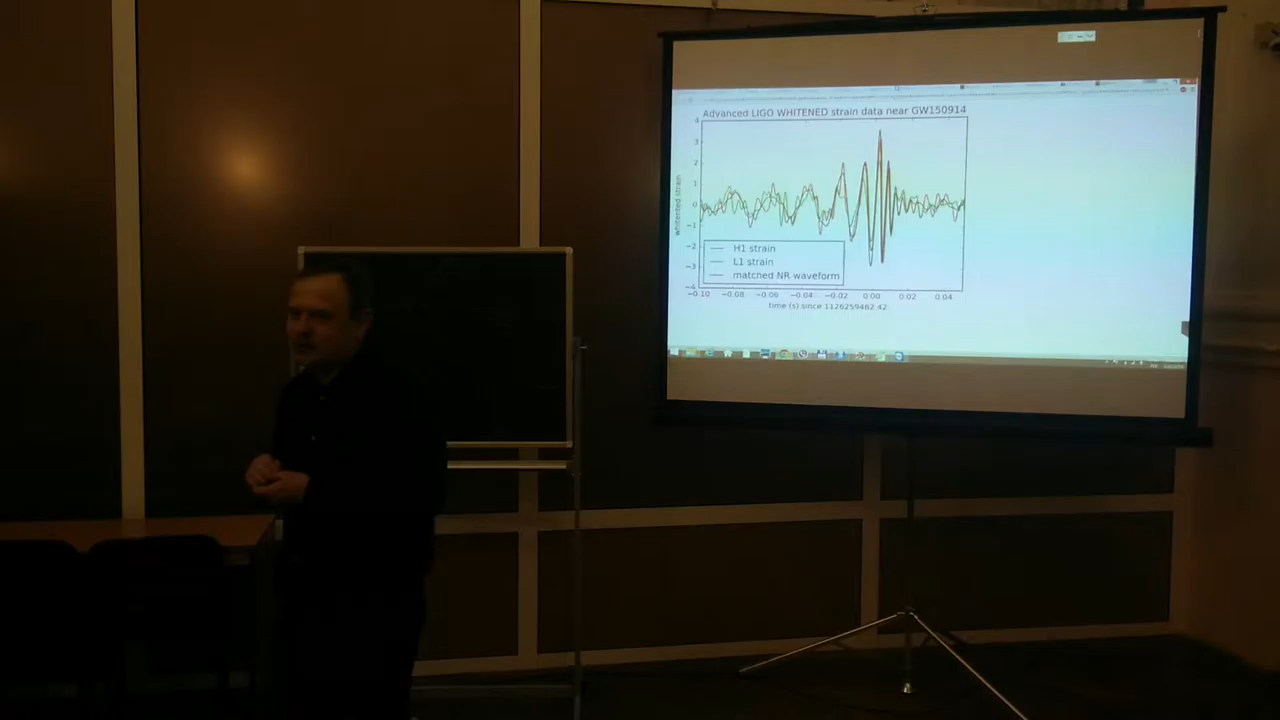 Advanced LIGO WHITENED strain data near GW150914
4
3
2
1
0
−1
−2
−3
−4
whitented strain
H1 strain
L1 strain
matched NR waveform
−0.10 −0.08 −0.06 −0.04 −0.02 0.00 0.02 0.04
time (s) since 1126259462.42